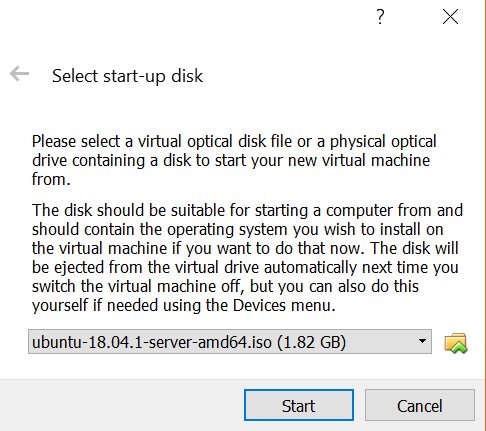 ?
Select start-up disk
Please select a virtual optical disk file or a physical optical
drive containing a disk to start your new virtual machine
from.
The disk should be suitable for starting a computer from and
should contain the operating system you wish to install on
the virtual machine if you want to do that now. The disk will
be ejected from the virtual drive automatically next time you
switch the virtual machine off, but you can also do this
yourself if needed using the Devices menu.
ubuntu-18.04.1-server-amd64.iso (1.82 GB)
Start Cancel